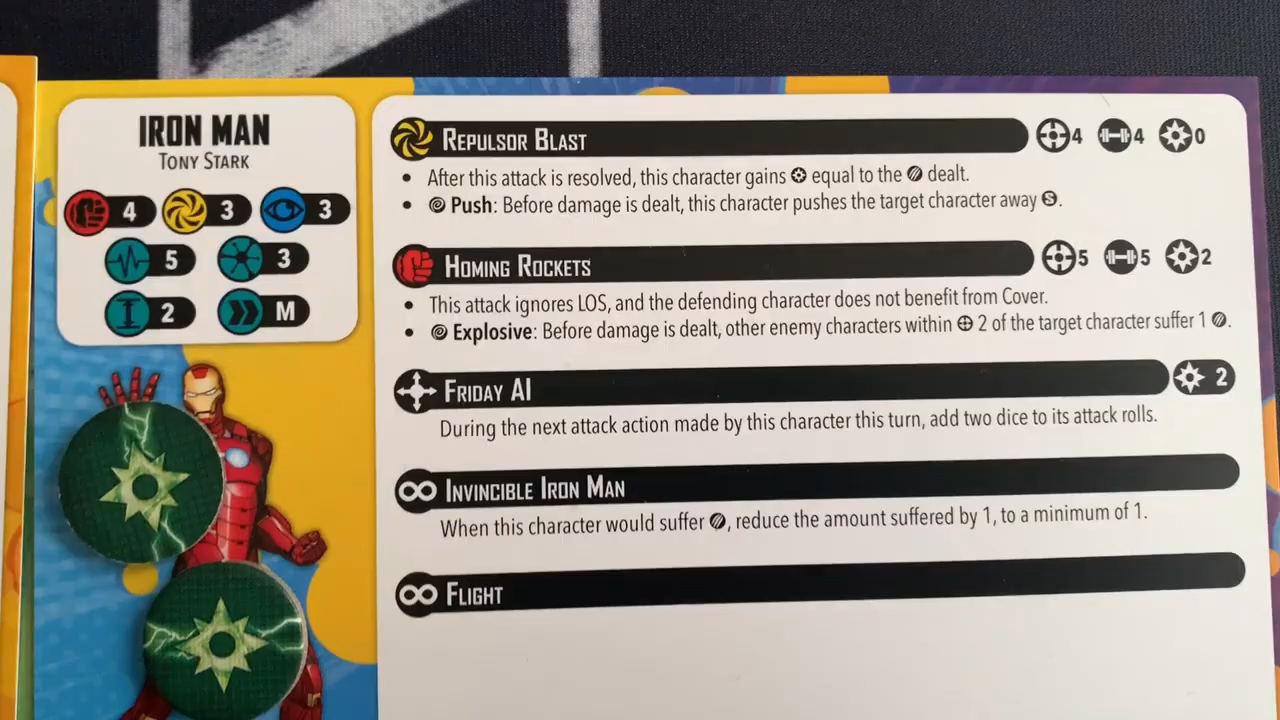 IRON MAN
TONY STARK
4 3 3
5 3
2 M
REPULSOR BLAST 4 4 0
• After this attack is resolved, this character gains equal to the dealt.
• Push: Before damage is dealt, this character pushes the target character away S.
HOMING ROCKETS 5 5 2
• This attack ignores LOS, and the defending character does not benefit from Cover.
• Explosive: Before damage is dealt, other enemy characters within 2 of the target character suffer 1 .
FRIDAY AI 2
During the next attack action made by this character this turn, add two dice to its attack rolls.
INVINCIBLE IRON MAN
When this character would suffer , reduce the amount suffered by 1, to a minimum of 1.
FLIGHT